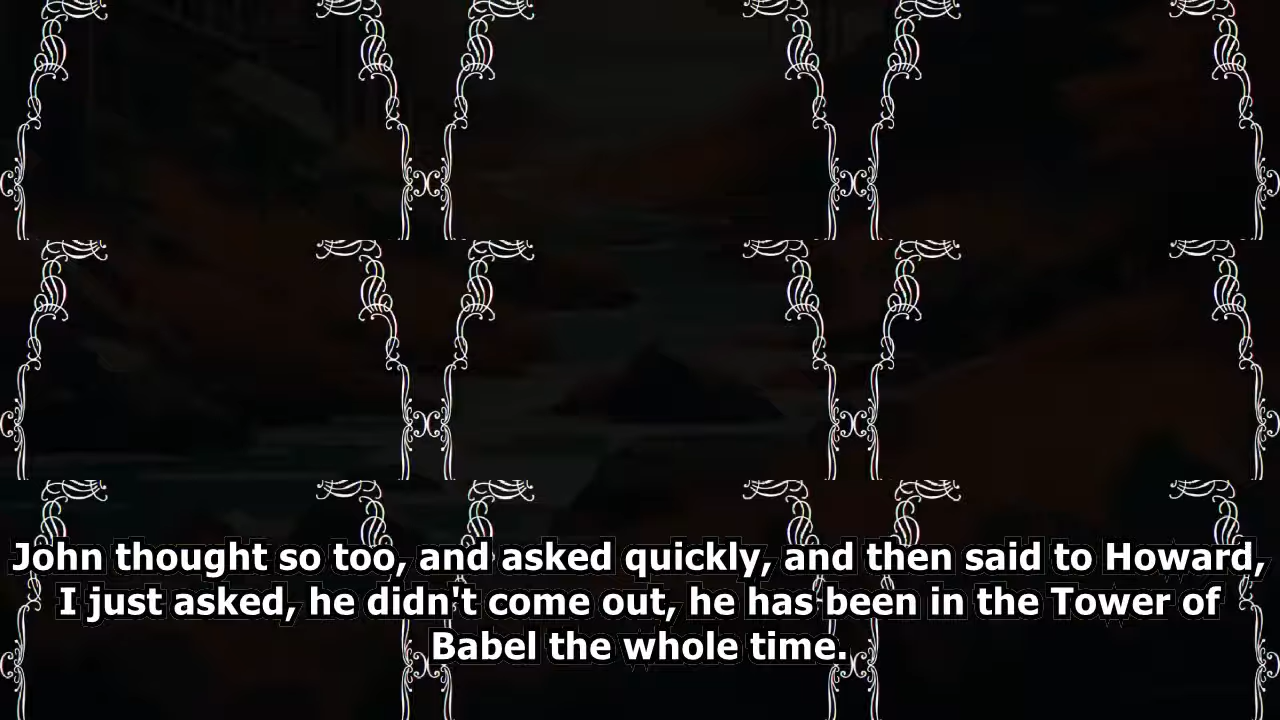 John thought so too, and asked quickly, and then said to Howard,
I just asked, he didn't come out, he has been in the Tower of
Babel the whole time.